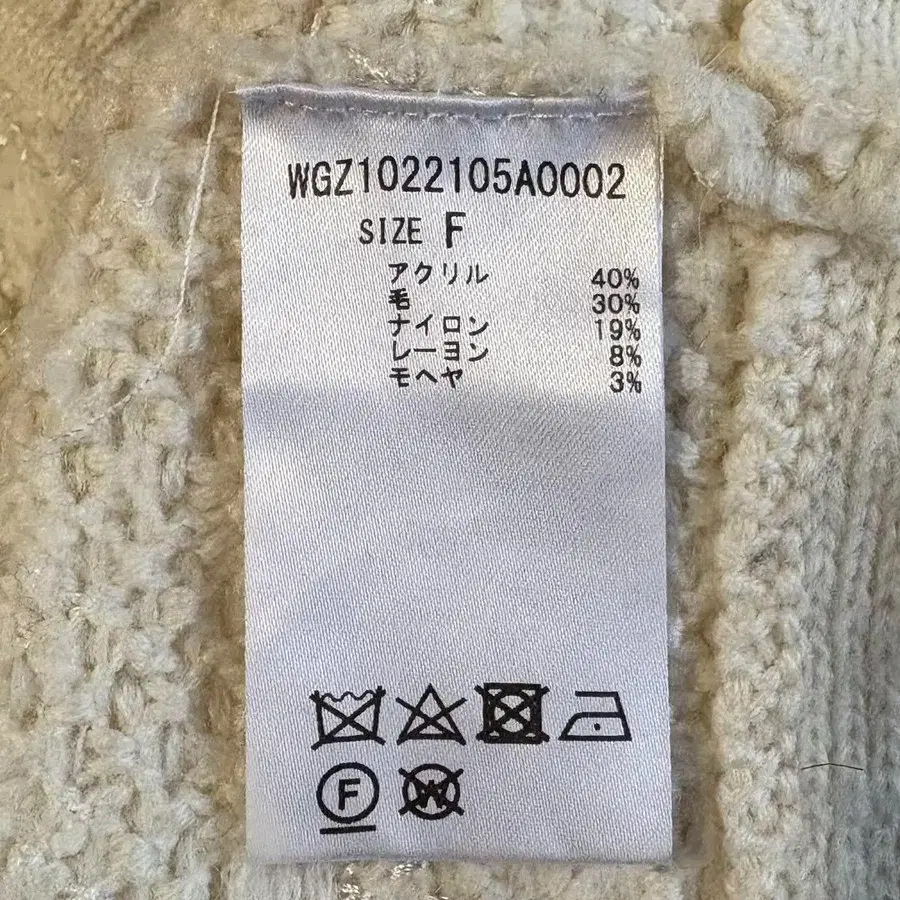 WGZ1022105A0002
SIZE F
アクリル 40%
毛 30%
ナイロン 19%
レーヨン 8%
モヘヤ 3%
F
W